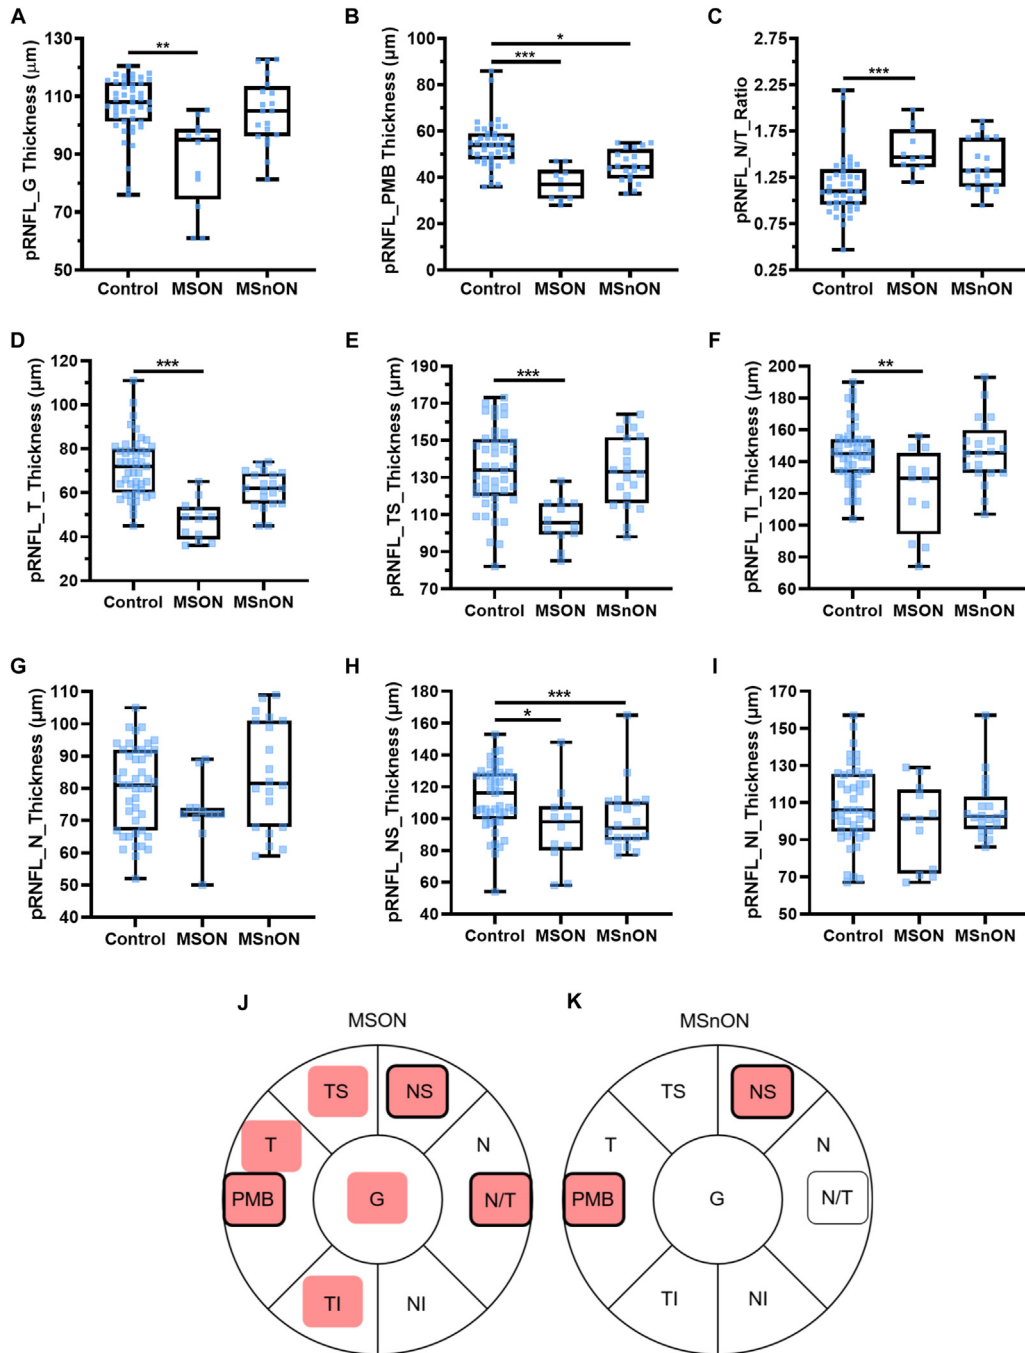 A
pRNFL_G Thickness (µm)
130
110
90
70
50
**
Control MSON MSnON
B
pRNFL_PMB Thickness (µm)
100
80
60
40
20
0
*
***
Control MSON MSnON
C
pRNFL_N/T_Ratio
2.75
2.25
1.75
1.25
0.75
0.25
***
Control MSON MSnON
D
pRNFL_T_Thickness (µm)
120
100
80
60
40
20
***
Control MSON MSnON
E
pRNFL_TS_Thickness (µm)
190
170
150
130
110
90
70
***
Control MSON MSnON
F
pRNFL_TI_Thickness (µm)
200
180
160
140
120
100
80
60
**
Control MSON MSnON
G
pRNFL_N_Thickness (µm)
110
100
90
80
70
60
50
40
Control MSON MSnON
H
pRNFL_NS_Thickness (µm)
180
160
140
120
100
80
60
40
***
*
Control MSON MSnON
I
pRNFL_NI_Thickness (µm)
170
150
130
110
90
70
50
Control MSON MSnON
J
MSON
TS NS
T N
PMB G N/T
TI NI
K
MSnON
TS NS
T N
PMB G N/T
TI NI